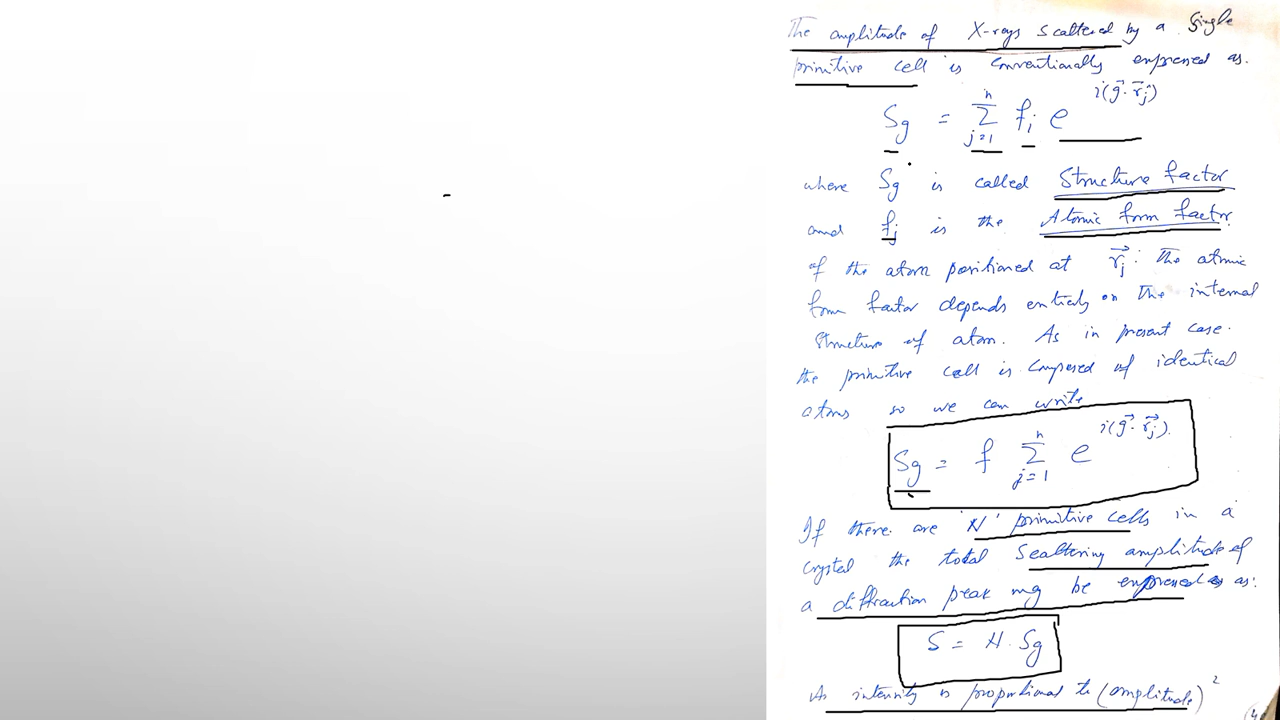 The amplitude of X-rays scattered by a single
primitive cell is conventionally expressed as.
Sg = n Σ j=1 fi e i(g⃗·r⃗j)
where Sg is called Structure factor
and fj is the Atomic form factor
of the atom positioned at r⃗j. The atomic
form factor depends entirely on the internal
structure of atom. As in present case.
the primitive cell is composed of identical
atoms so we can write
Sg = f n Σ j=1 e i(g⃗·r⃗j).
If there are 'N' primitive cells in a
crystal the total scattering amplitude of
a diffraction peak may be expressed as as:
S = N. Sg
As intensity is proportional to (amplitude)²